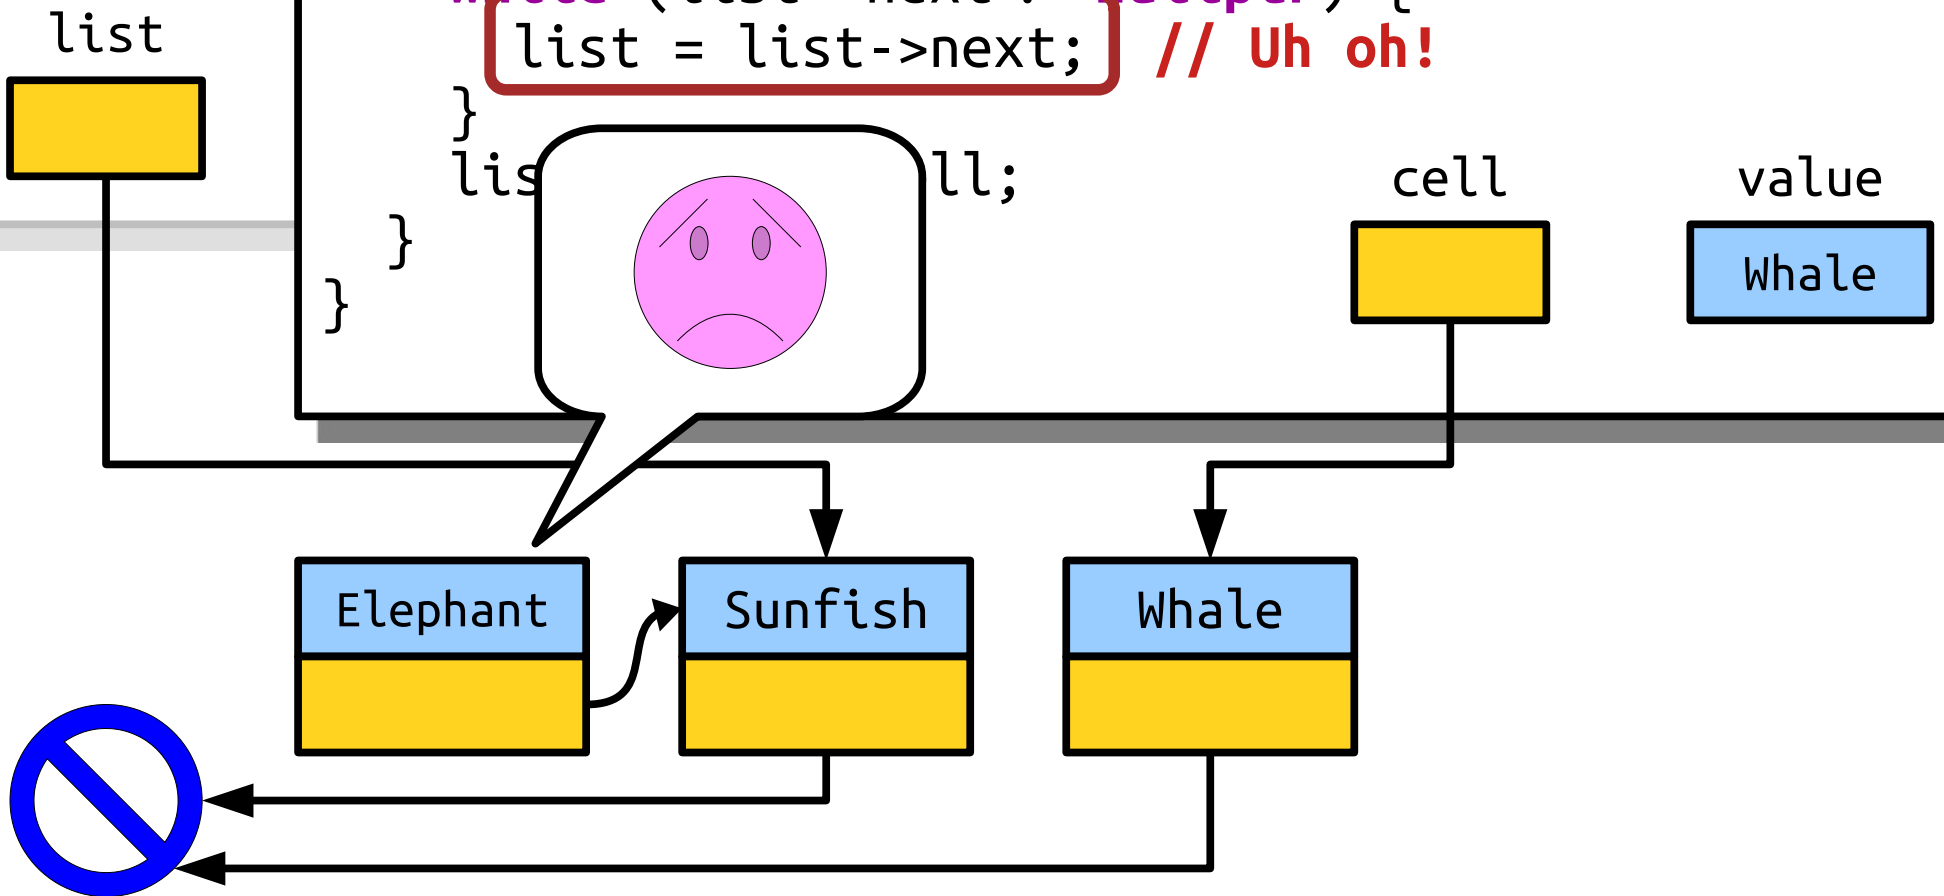 list
list = list->next; // Uh oh!
}
lis ll;
}
}
cell
value
Whale
Elephant
Sunfish
Whale